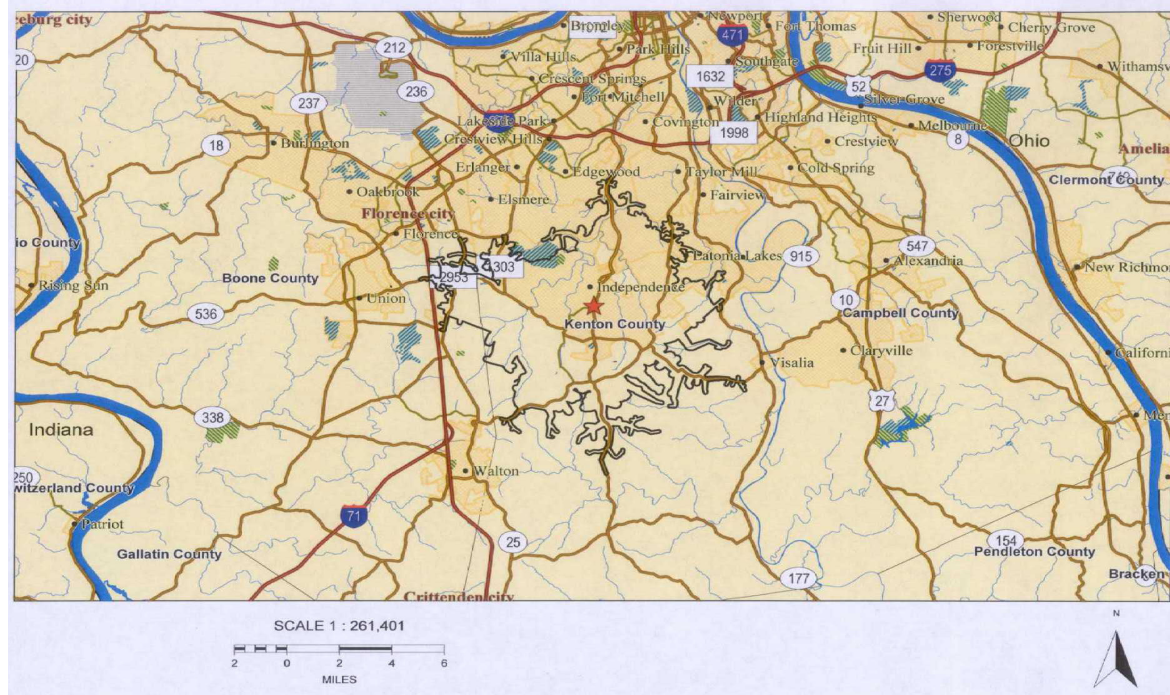 ceburg city
Bromley
1072
Newport
Fort Thomas
Sherwood
Cherry Grove
212
Villa Hills
Park Hills
471
Fruit Hill
Forestville
20
Crescent Springs
Southgate
1632
275
Withamsv
237
236
Fort Mitchell
Wilder
52
Silver Grove
Lakeside Park
Covington
Highland Heights
Melbourne
18
Burlington
Crestview Hills
1998
Crestview
8
Ohio
Amelia
Erlanger
Edgewood
Taylor Mill
Cold Spring
Clermont County
Oakbrook
Elsmere
Fairview
Florence city
Florence
io County
Boone County
2953
1303
Latonia Lakes
915
547
Alexandria
New Richmon
Rising Sun
536
Union
Independence
10
Campbell County
Kenton County
Visalia
Claryville
California
338
27
Indiana
Men
250
Walton
witzerland County
Patriot
71
25
Gallatin County
154
Pendleton County
177
Bracken
Crittenden city
SCALE 1 : 261,401
2 0 2 4 6
MILES
N